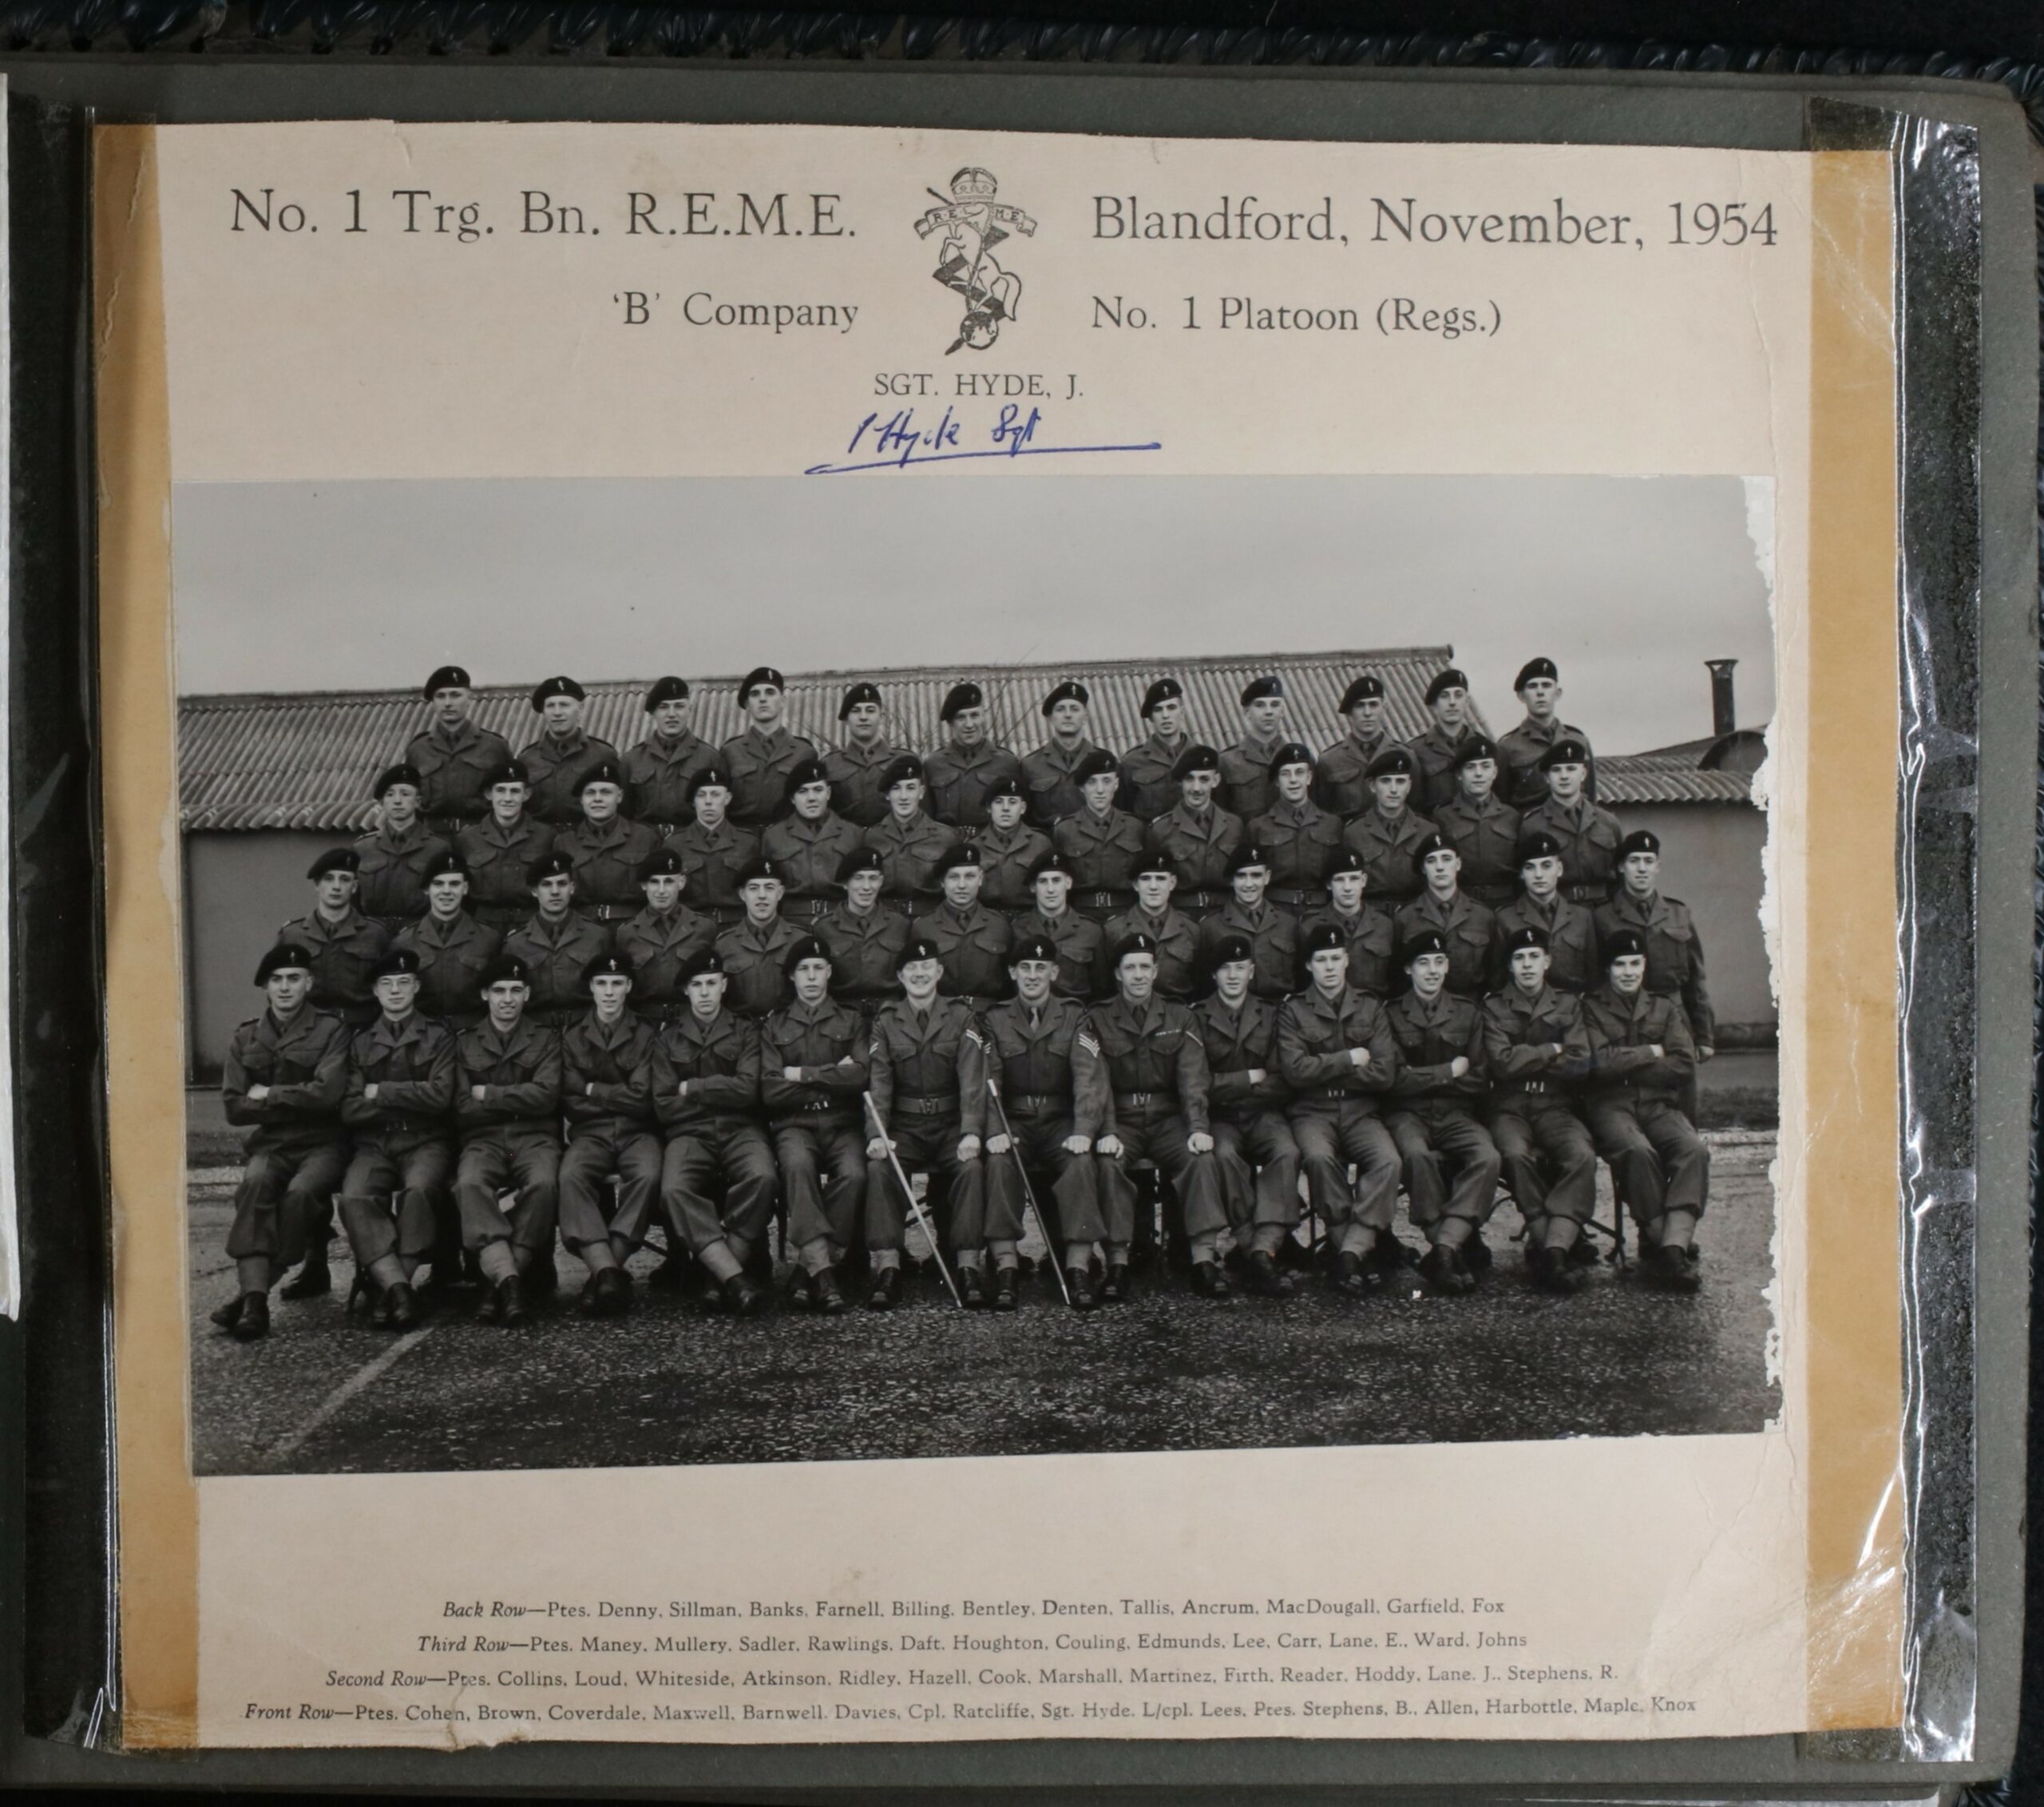 No. 1 Trg. Bn. R.E.M.E. Blandford, November, 1954
R.E.M.E
'B' Company No. 1 Platoon (Regs.)
SGT. HYDE, J.
J Hyde Sgt
Back Row—Ptes. Denny, Sillman, Banks, Farnell, Billing, Bentley, Denten, Tallis, Ancrum, MacDougall, Garfield, Fox
Third Row—Ptes. Maney, Mullery, Sadler, Rawlings, Daft, Houghton, Couling, Edmunds, Lee, Carr, Lane, E., Ward, Johns
Second Row—Ptes. Collins, Loud, Whiteside, Atkinson, Ridley, Hazell, Cook, Marshall, Martinez, Firth, Reader, Hoddy, Lane, J., Stephens, R.
Front Row—Ptes. Cohen, Brown, Coverdale, Maxwell, Barnwell, Davies, Cpl. Ratcliffe, Sgt. Hyde, L/cpl. Lees, Ptes. Stephens, B., Allen, Harbottle, Maple, Knox